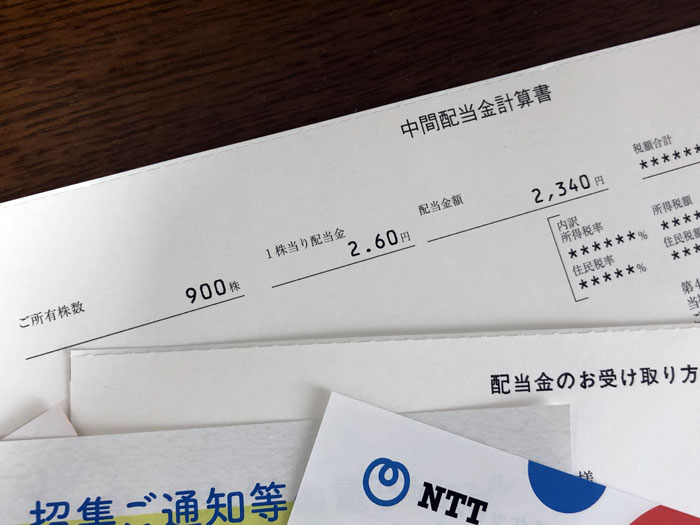 中間配当金計算書
ご所有株数
900株
1株当り配当金
2.60円
配当金額
2,340円
税額合計
******
内訳
所得税率
******%
住民税率
*****%
所得税額
住民税額
配当金のお受け取り方
様
招集ご通知等
NTT